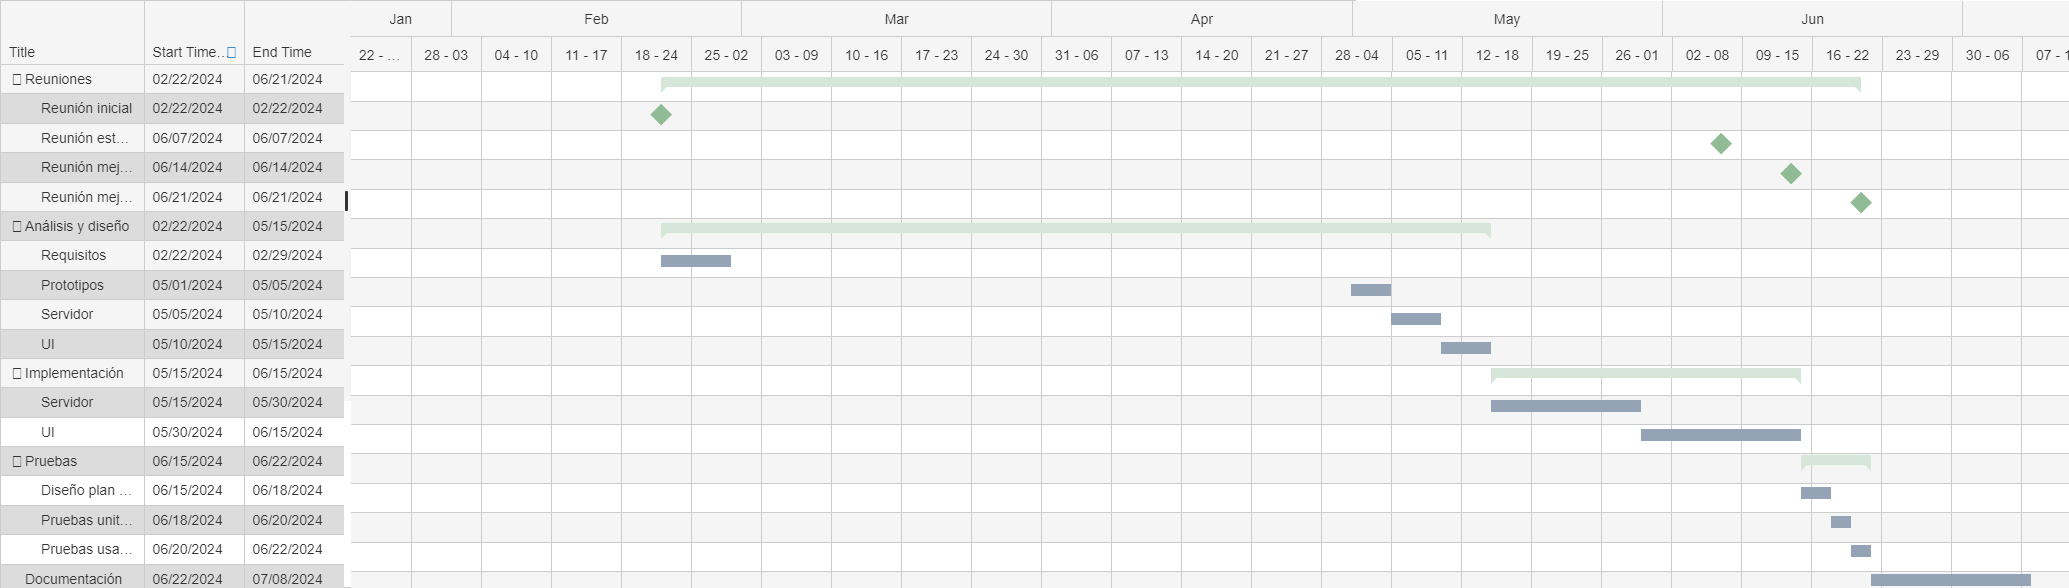 Jan Feb Mar Apr May Jun
Title Start Time.. End Time 22 - ... 28 - 03 04 - 10 11 - 17 18 - 24 25 - 02 03 - 09 10 - 16 17 - 23 24 - 30 31 - 06 07 - 13 14 - 20 21 - 27 28 - 04 05 - 11 12 - 18 19 - 25 26 - 01 02 - 08 09 - 15 16 - 22 23 - 29 30 - 06 07 - 1
Reuniones 02/22/2024 06/21/2024
Reunión inicial 02/22/2024 02/22/2024
Reunión est... 06/07/2024 06/07/2024
Reunión mej... 06/14/2024 06/14/2024
Reunión mej... 06/21/2024 06/21/2024
Análisis y diseño 02/22/2024 05/15/2024
Requisitos 02/22/2024 02/29/2024
Prototipos 05/01/2024 05/05/2024
Servidor 05/05/2024 05/10/2024
UI 05/10/2024 05/15/2024
Implementación 05/15/2024 06/15/2024
Servidor 05/15/2024 05/30/2024
UI 05/30/2024 06/15/2024
Pruebas 06/15/2024 06/22/2024
Diseño plan ... 06/15/2024 06/18/2024
Pruebas unit... 06/18/2024 06/20/2024
Pruebas usa... 06/20/2024 06/22/2024
Documentación 06/22/2024 07/08/2024